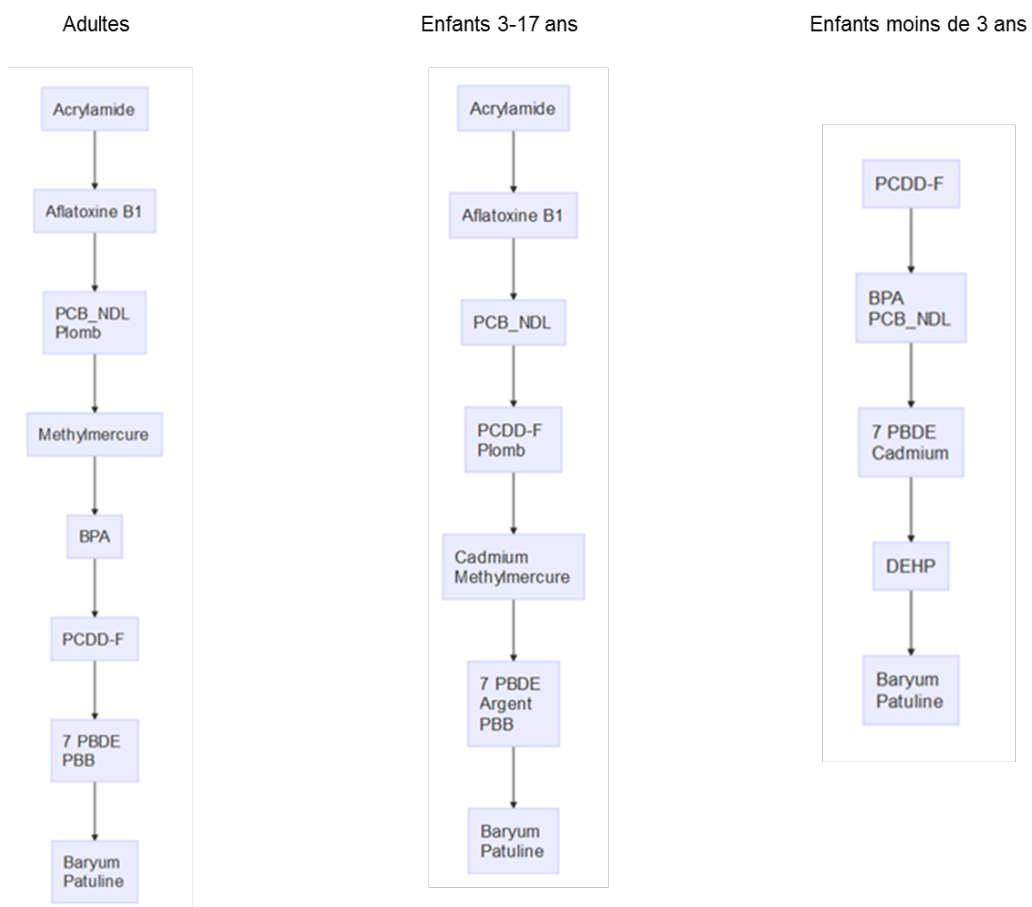 Adultes
Acrylamide
Aflatoxine B1
PCB_NDL
Plomb
Methylmercure
BPA
PCDD-F
7 PBDE
PBB
Baryum
Patuline
Enfants 3-17 ans
Acrylamide
Aflatoxine B1
PCB_NDL
PCDD-F
Plomb
Cadmium
Methylmercure
7 PBDE
Argent
PBB
Baryum
Patuline
Enfants moins de 3 ans
PCDD-F
BPA
PCB_NDL
7 PBDE
Cadmium
DEHP
Baryum
Patuline